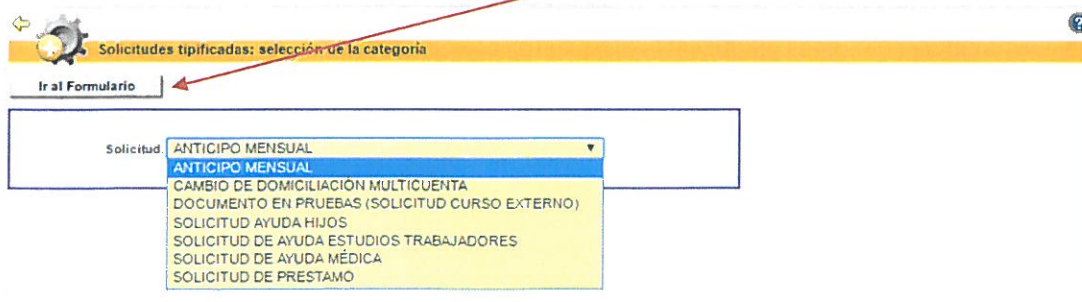 Solicitudes tipificadas: selección de la categoría
Ir al Formulario
Solicitud: ANTICIPO MENSUAL
ANTICIPO MENSUAL
CAMBIO DE DOMICILIACIÓN MULTICUENTA
DOCUMENTO EN PRUEBAS (SOLICITUD CURSO EXTERNO)
SOLICITUD AYUDA HIJOS
SOLICITUD DE AYUDA ESTUDIOS TRABAJADORES
SOLICITUD DE AYUDA MÉDICA
SOLICITUD DE PRESTAMO